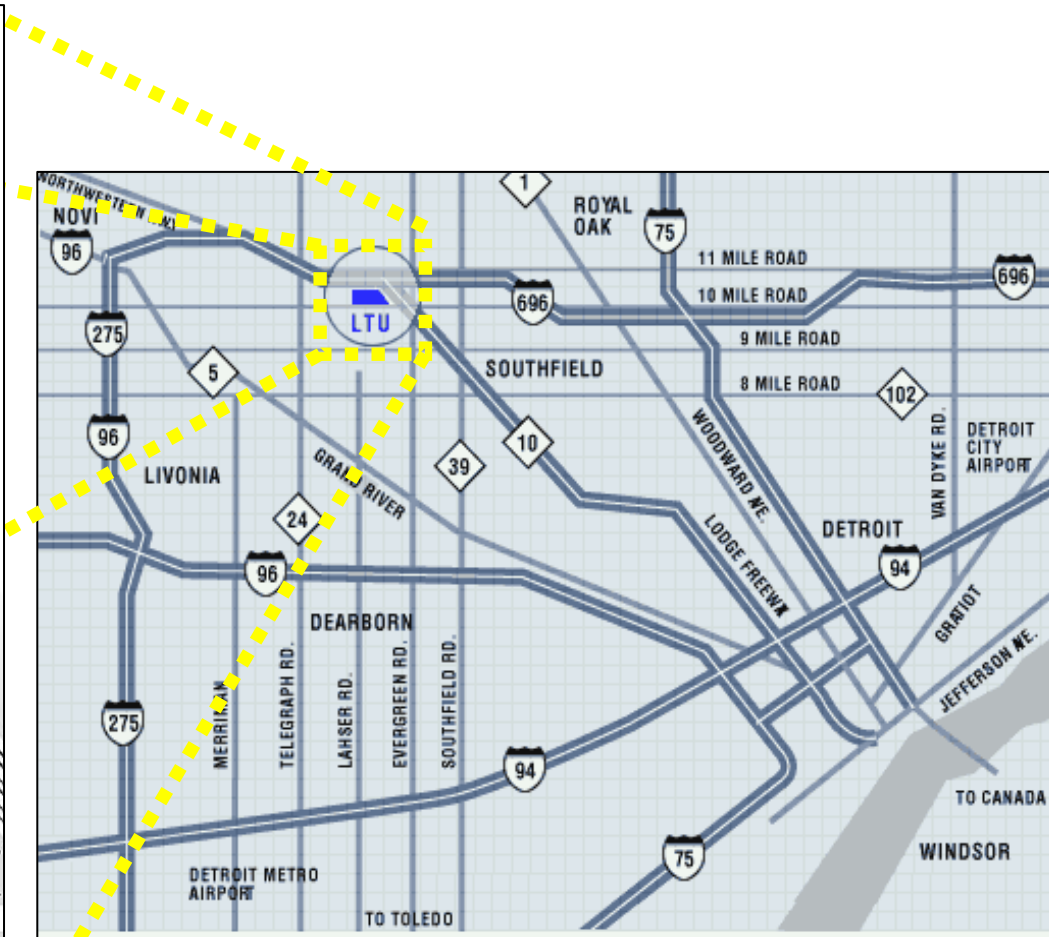 NORTHWESTERN HWY
NOVI
96
1
ROYAL
OAK
75
11 MILE ROAD
696
10 MILE ROAD
696
LTU
275
9 MILE ROAD
5
SOUTHFIELD
8 MILE ROAD
102
96
10
WOODWARD AVE.
VAN DYKE RD.
DETROIT
CITY
AIRPORT
LIVONIA
GRAND RIVER
39
24
LODGE FREEWAY
DETROIT
96
94
DEARBORN
GRATIOT
JEFFERSON AVE.
275
MERRIMAN
TELEGRAPH RD.
LAHSER RD.
EVERGREEN RD.
SOUTHFIELD RD.
94
TO CANADA
75
WINDSOR
DETROIT METRO
AIRPORT
TO TOLEDO